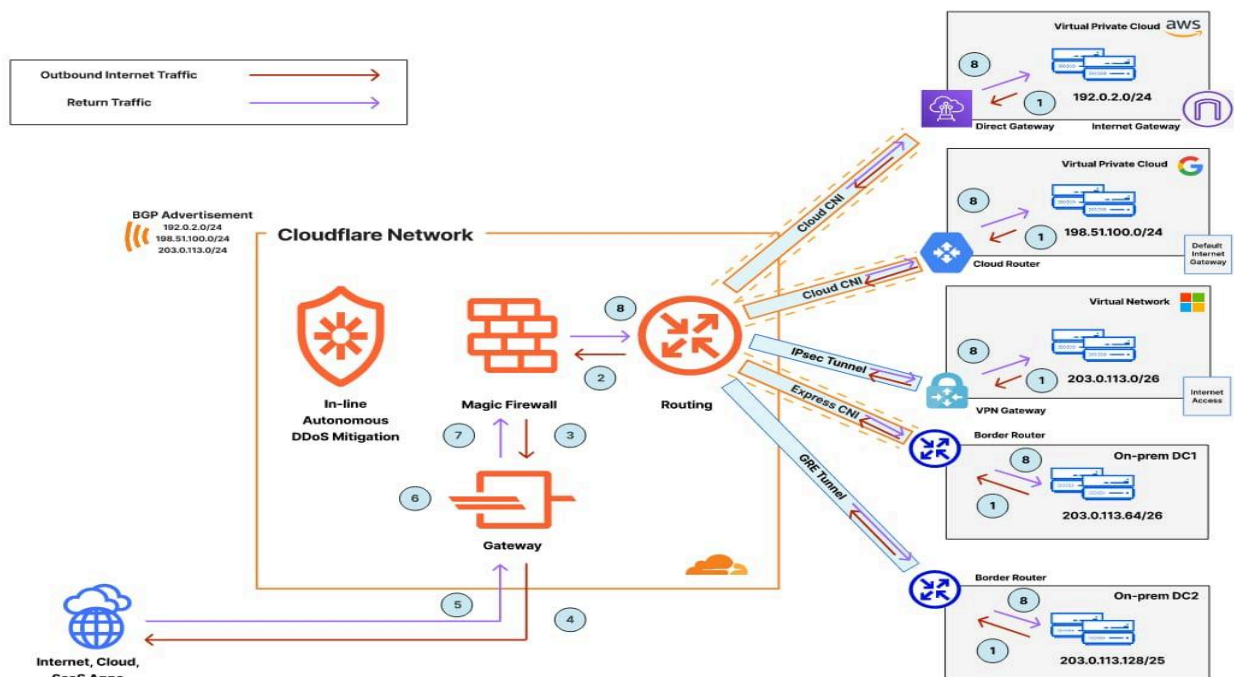 Outbound Internet Traffic
Return Traffic
BGP Advertisement
192.0.2.0/24
198.51.100.0/24
203.0.113.0/24
Cloudflare Network
In-line
Autonomous
DDoS Mitigation
Magic Firewall
Routing
Gateway
8
2
7
3
6
5
4
Internet, Cloud,
SaaS Apps
Cloud CNI
Cloud CNI
IPsec Tunnel
Express CNI
GRE Tunnel
Virtual Private Cloud
aws
8
1
192.0.2.0/24
Direct Gateway
Internet Gateway
Virtual Private Cloud
8
1
198.51.100.0/24
Cloud Router
Default
Internet
Gateway
Virtual Network
8
1
203.0.113.0/26
VPN Gateway
Internet
Access
Border Router
On-prem DC1
8
1
203.0.113.64/26
Border Router
On-prem DC2
8
1
203.0.113.128/25